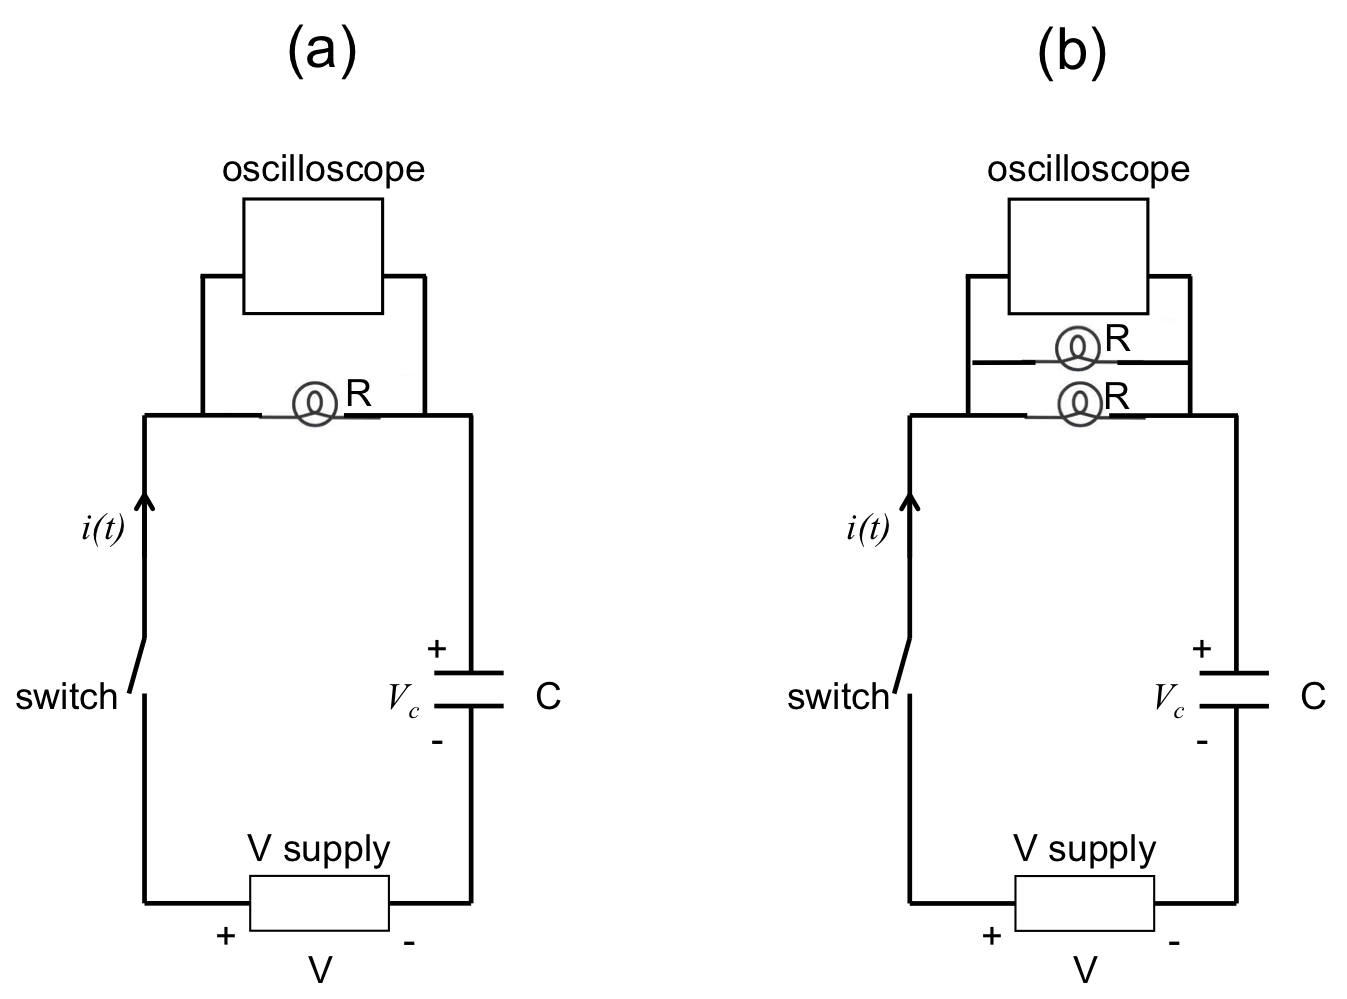 (a)
oscilloscope
R
i(t)
switch
+
Vc
-
C
V supply
+
-
V
(b)
oscilloscope
R
R
i(t)
switch
+
Vc
-
C
V supply
+
-
V